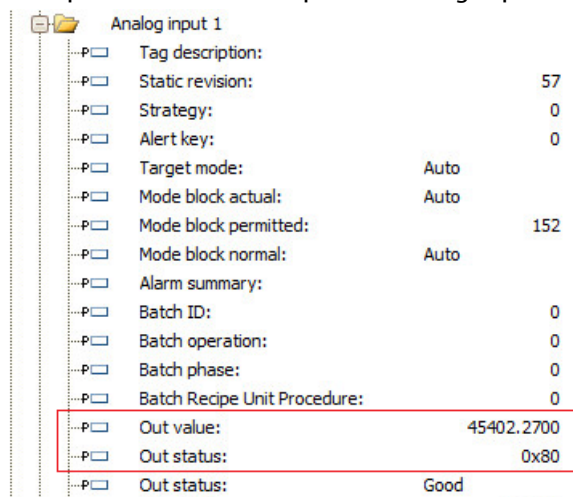 Analog input 1
P Tag description:
P Static revision: 57
P Strategy: 0
P Alert key: 0
P Target mode: Auto
P Mode block actual: Auto
P Mode block permitted: 152
P Mode block normal: Auto
P Alarm summary:
P Batch ID: 0
P Batch operation: 0
P Batch phase: 0
P Batch Recipe Unit Procedure: 0
P Out value: 45402.2700
P Out status: 0x80
P Out status: Good